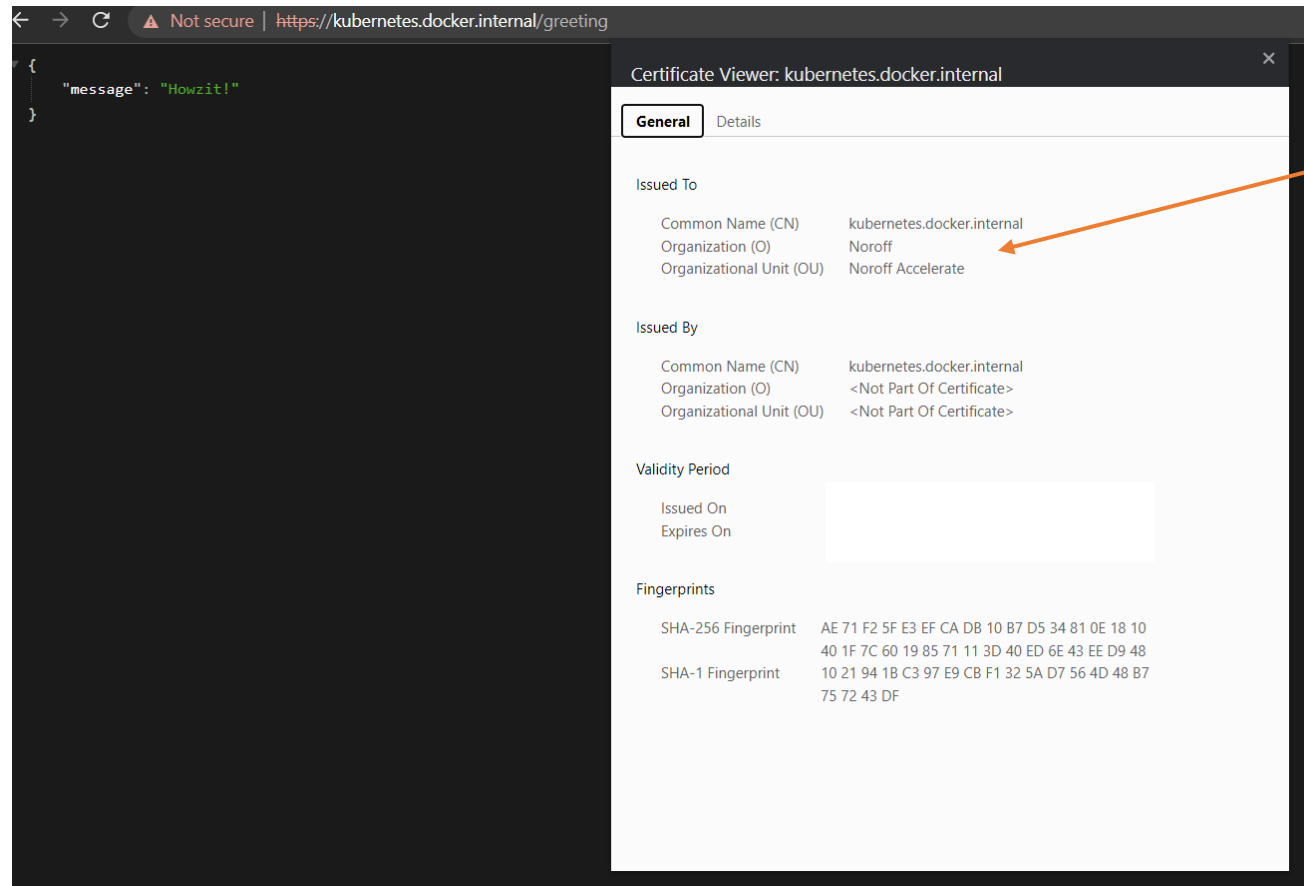 Not secure | https://kubernetes.docker.internal/greeting
{
"message": "Howzit!"
}
Certificate Viewer: kubernetes.docker.internal
General Details
Issued To
Common Name (CN) kubernetes.docker.internal
Organization (O) Noroff
Organizational Unit (OU) Noroff Accelerate
Issued By
Common Name (CN) kubernetes.docker.internal
Organization (O) <Not Part Of Certificate>
Organizational Unit (OU) <Not Part Of Certificate>
Validity Period
Issued On
Expires On
Fingerprints
SHA-256 Fingerprint AE 71 F2 5F E3 EF CA DB 10 B7 D5 34 81 0E 18 10
40 1F 7C 60 19 85 71 11 3D 40 ED 6E 43 EE D9 48
SHA-1 Fingerprint 10 21 94 1B C3 97 E9 CB F1 32 5A D7 56 4D 48 B7
75 72 43 DF